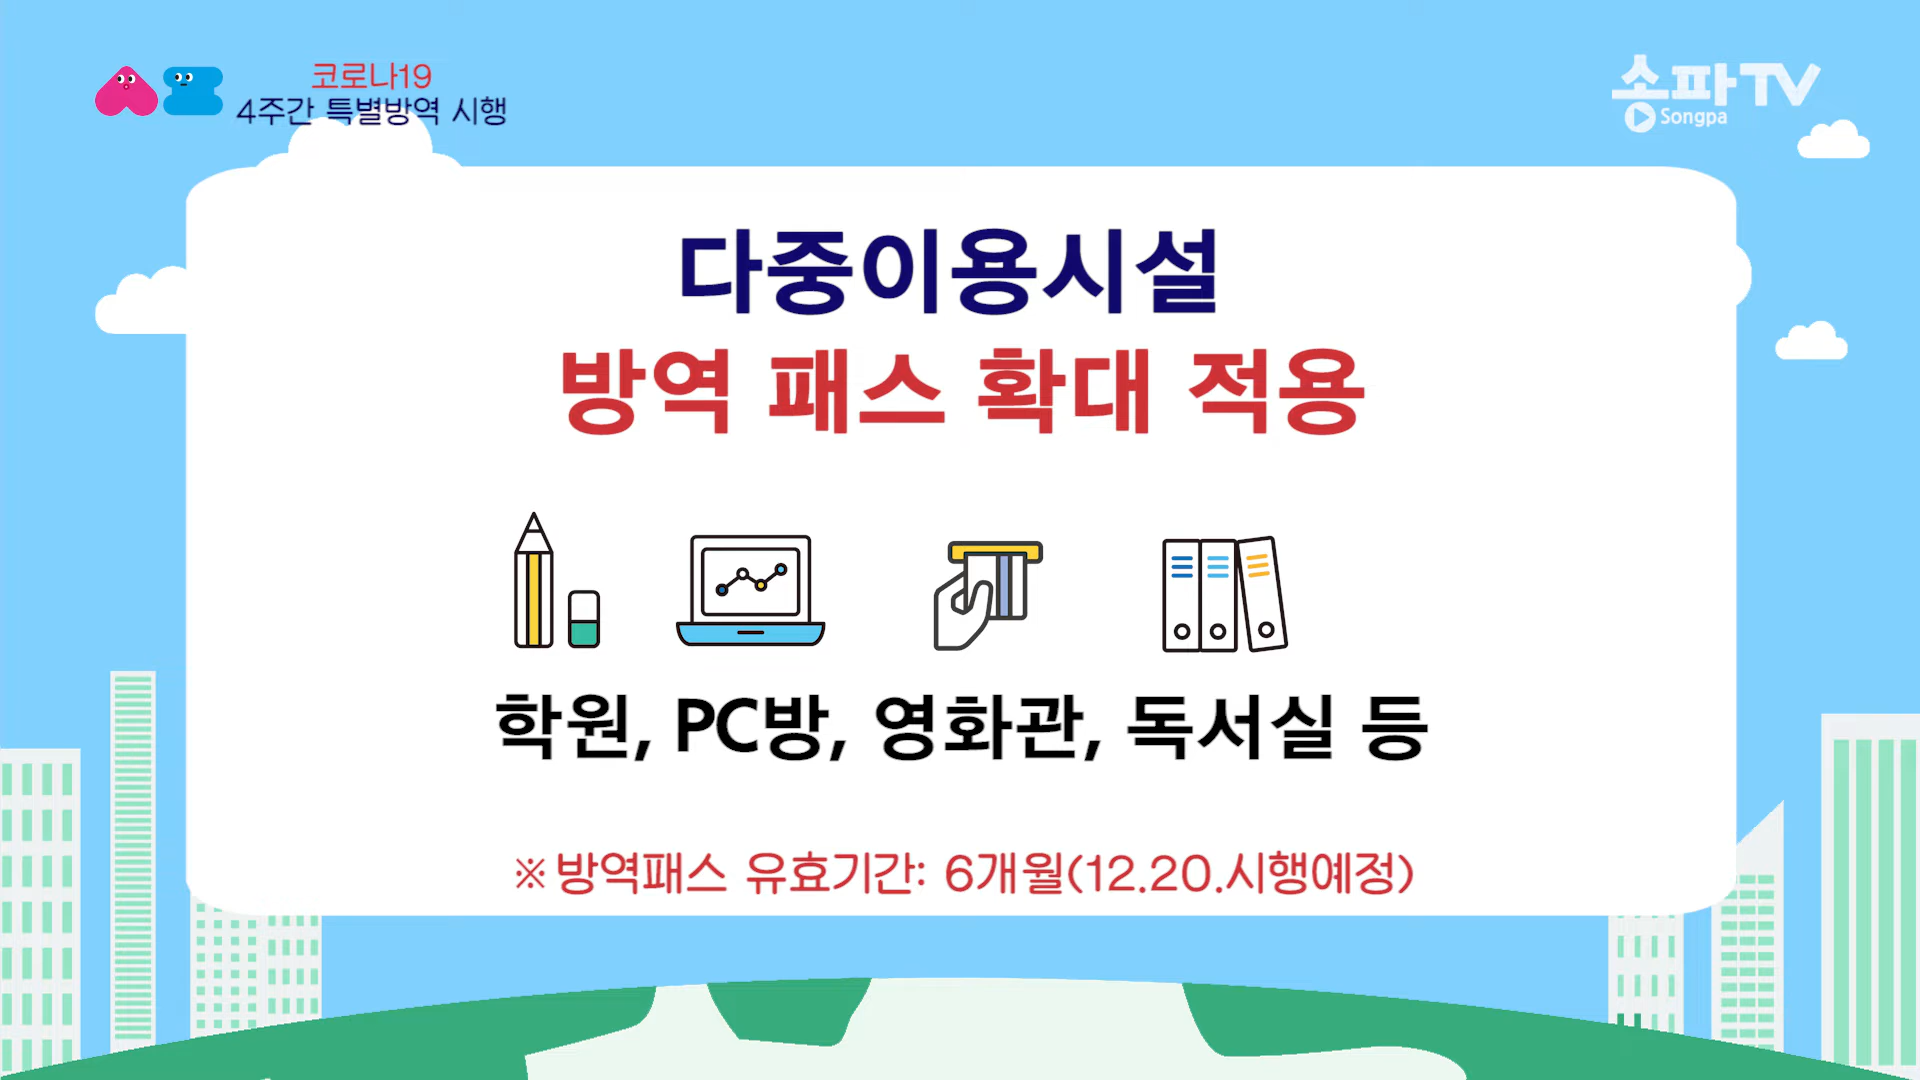 코로나19
4주간 특별방역 시행
송파TV
Songpa
다중이용시설
방역 패스 확대 적용
학원, PC방, 영화관, 독서실 등
※방역패스 유효기간: 6개월(12.20.시행예정)